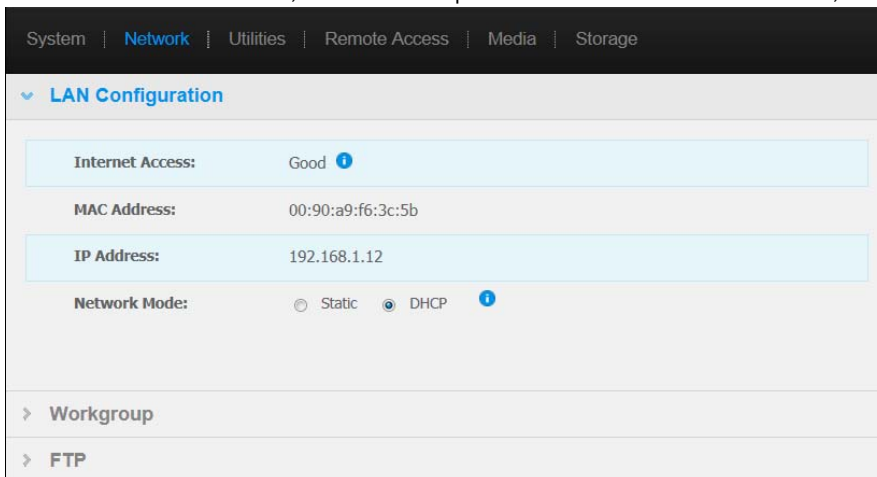 System | Network | Utilities | Remote Access | Media | Storage
LAN Configuration
Internet Access: Good
MAC Address: 00:90:a9:f6:3c:5b
IP Address: 192.168.1.12
Network Mode: Static DHCP
Workgroup
FTP